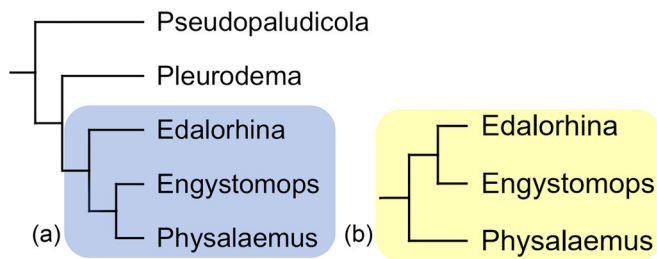 Pseudopaludicola
Pleurodema
Edalorhina
Engystomops
(a) Physalaemus
Edalorhina
Engystomops
(b) Physalaemus